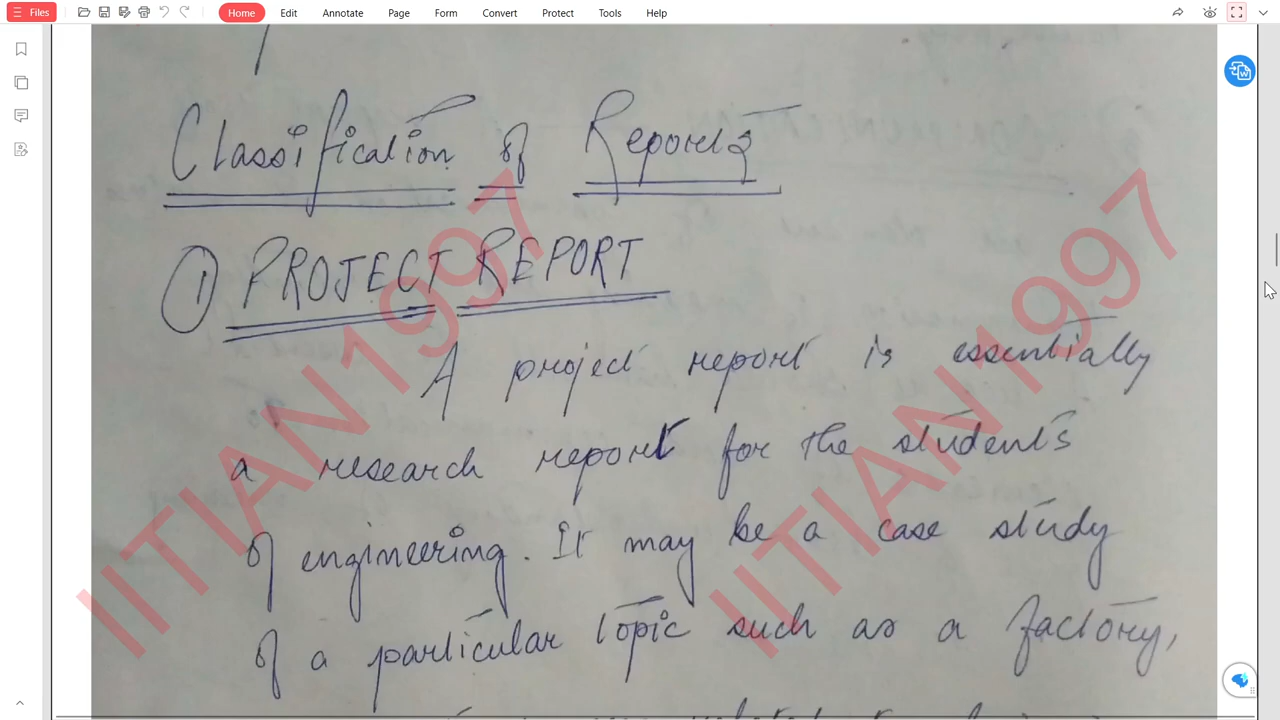 Files
Home
Edit
Annotate
Page
Form
Convert
Protect
Tools
Help
Classification of Reports
1 PROJECT REPORT
A project report is essentially
a research report for the students
of engineering. It may be a case study
of a particular topic such as a factory,
related to
IITIAN1997
IITIAN1997